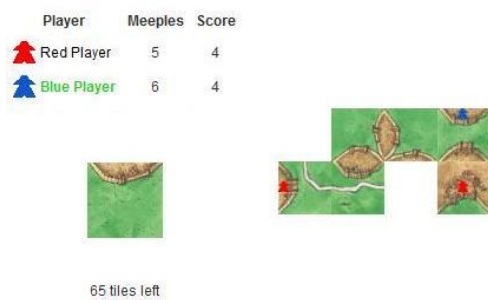 Player Meeples Score
Red Player 5 4
Blue Player 6 4
65 tiles left